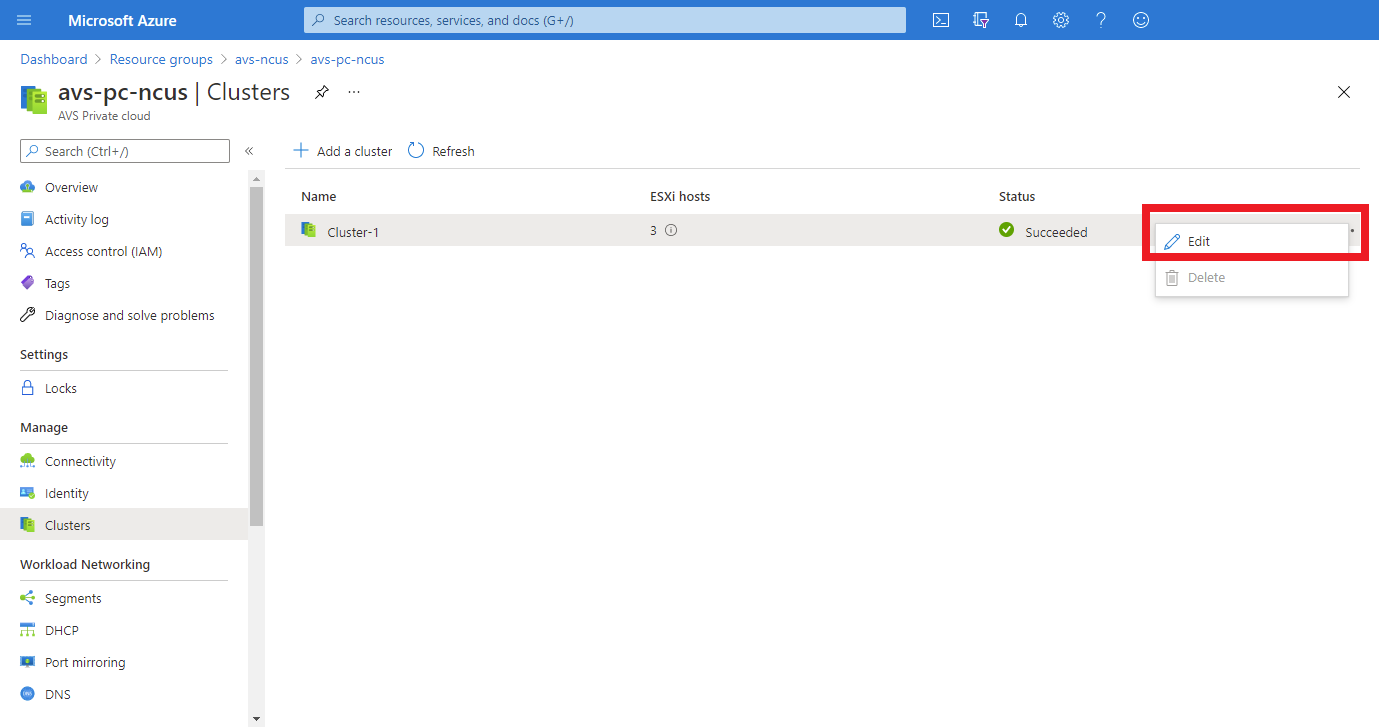 Microsoft Azure
Search resources, services, and docs (G+/)
Dashboard > Resource groups > avs-ncus > avs-pc-ncus
avs-pc-ncus | Clusters
AVS Private cloud
Search (Ctrl+/)
Overview
Activity log
Access control (IAM)
Tags
Diagnose and solve problems
Settings
Locks
Manage
Connectivity
Identity
Clusters
Workload Networking
Segments
DHCP
Port mirroring
DNS
Add a cluster Refresh
Name ESXi hosts Status
Cluster-1 3 Succeeded
Edit
Delete